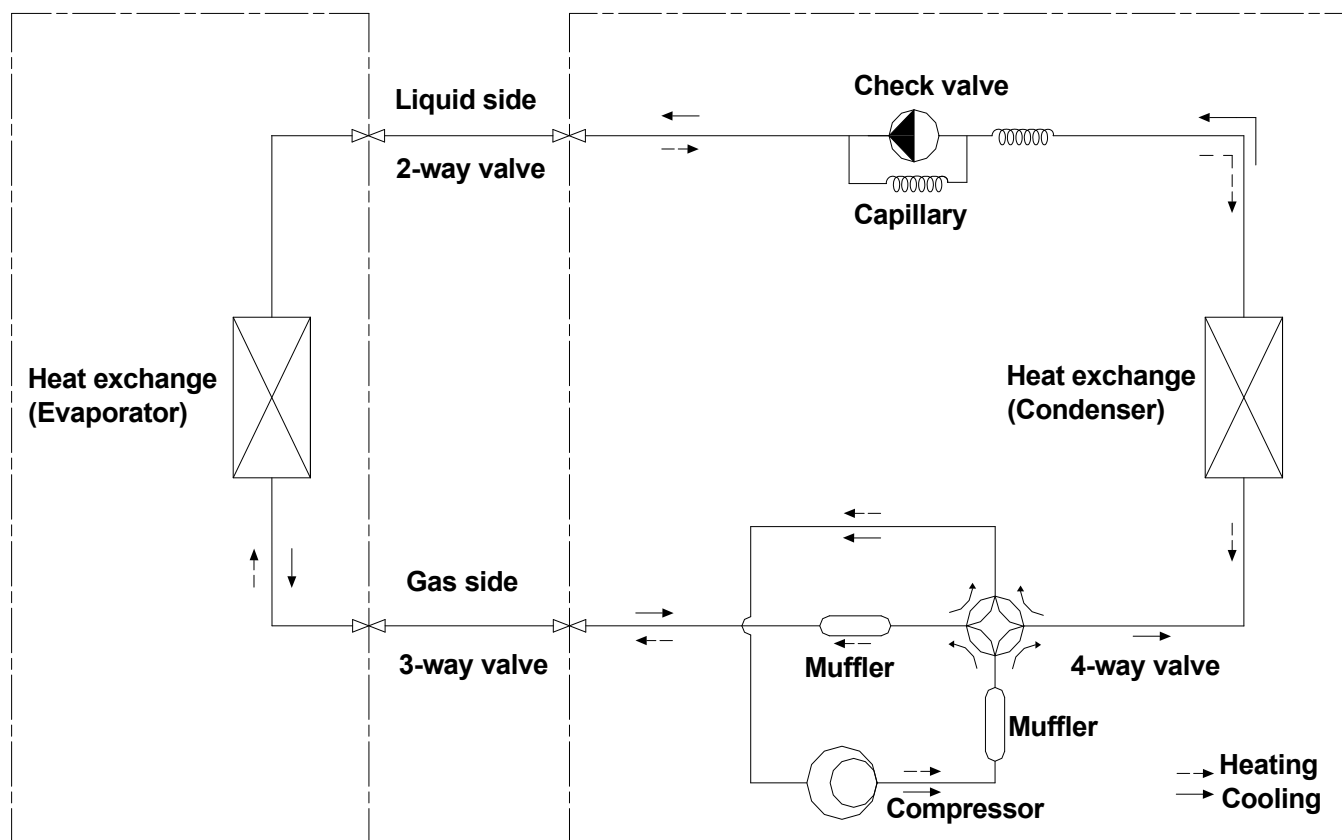 Check valve
Liquid side
2-way valve
Capillary
Heat exchange
(Evaporator)
Heat exchange
(Condenser)
Gas side
3-way valve
Muffler
4-way valve
Muffler
Compressor
Heating
Cooling